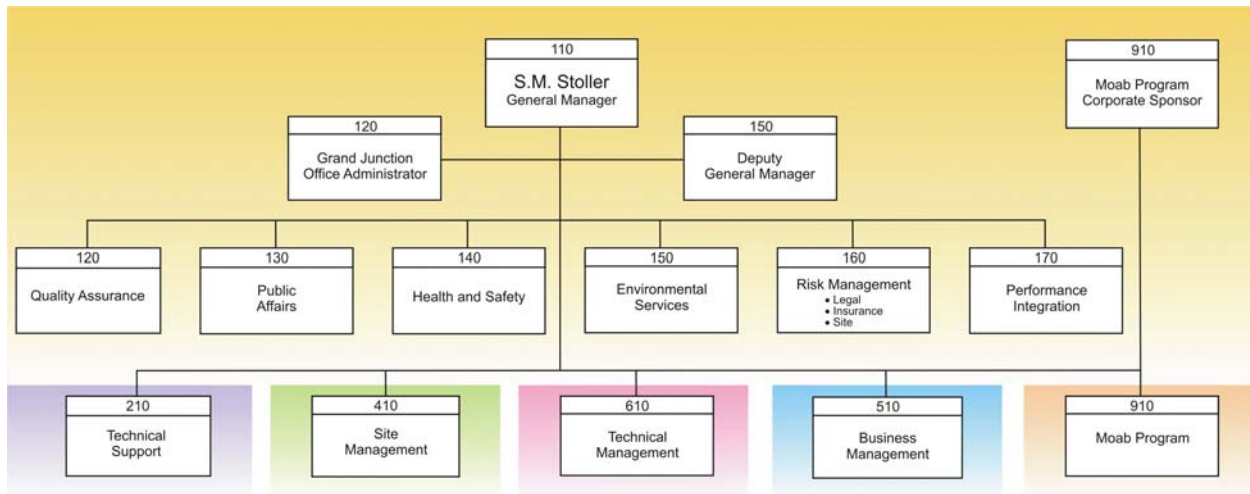 110
S.M. Stoller
General Manager
910
Moab Program
Corporate Sponsor
120
Grand Junction
Office Administrator
150
Deputy
General Manager
120
Quality Assurance
130
Public
Affairs
140
Health and Safety
150
Environmental
Services
160
Risk Management
• Legal
• Insurance
• Site
170
Performance
Integration
210
Technical
Support
410
Site
Management
610
Technical
Management
510
Business
Management
910
Moab Program